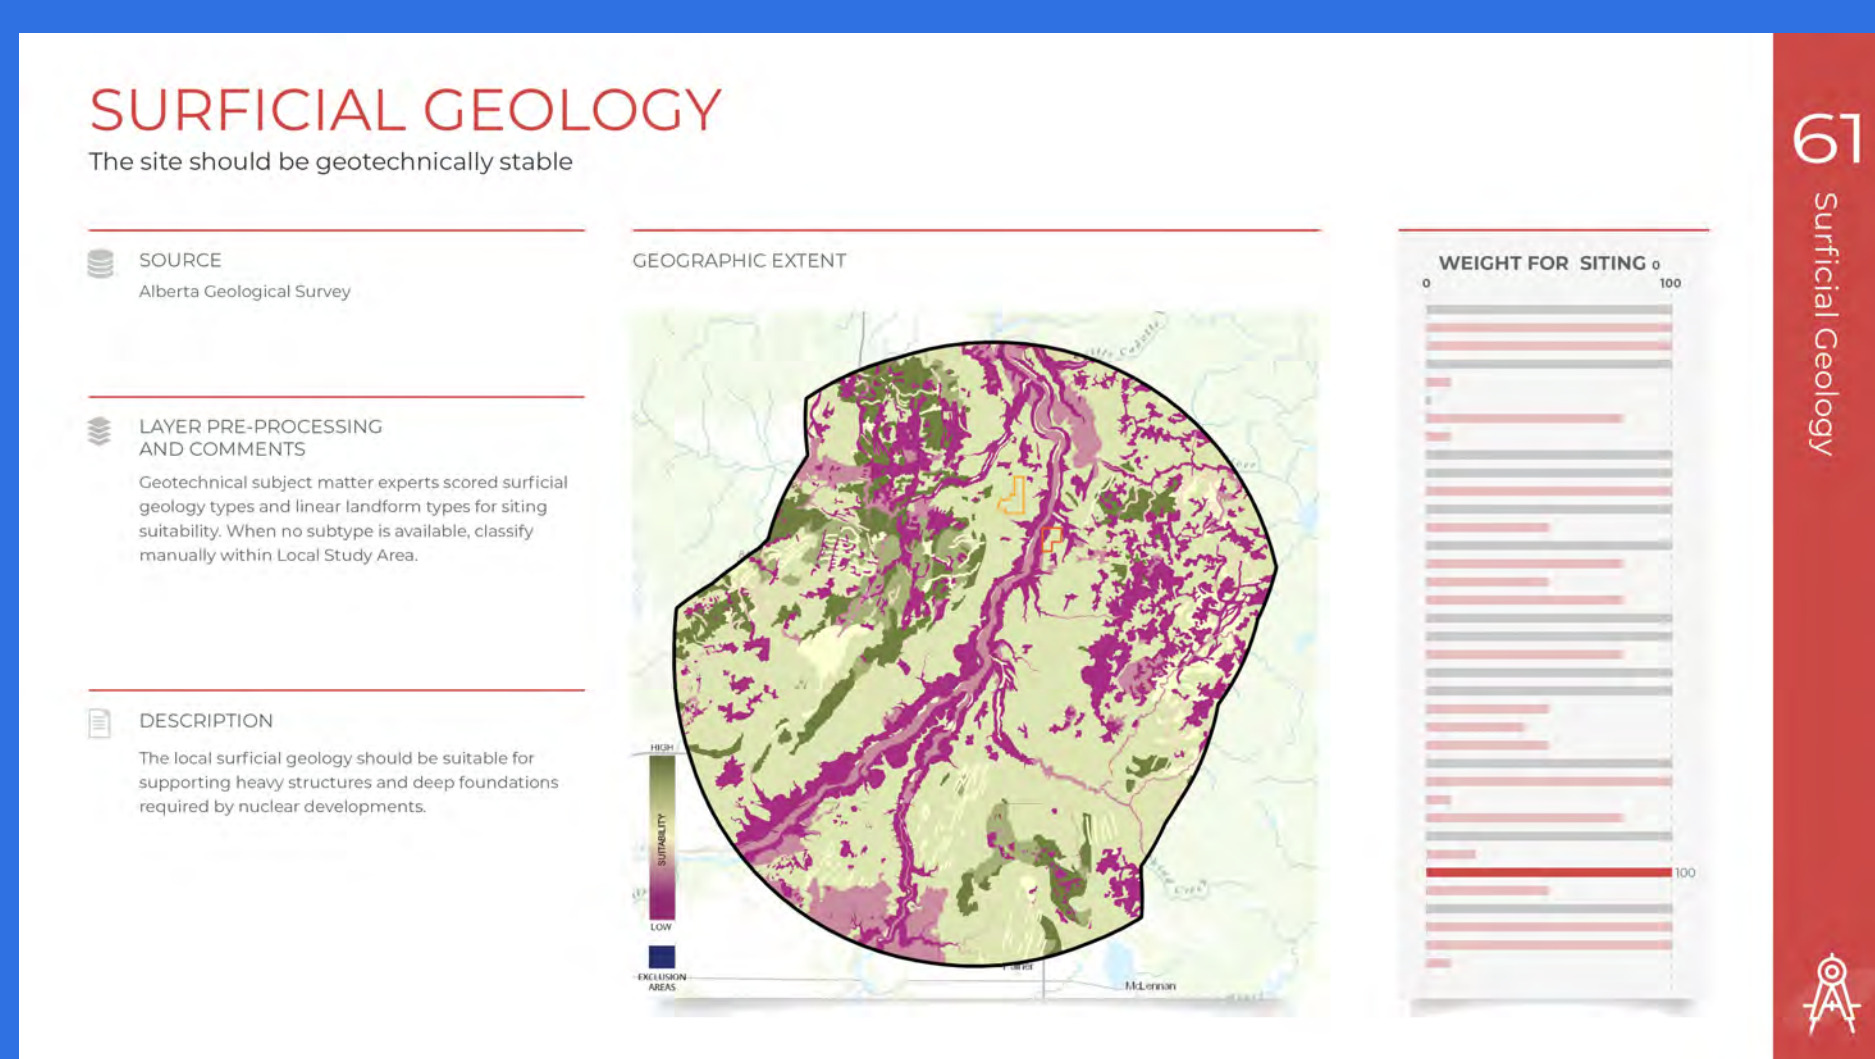 SURFICIAL GEOLOGY
The site should be geotechnically stable
SOURCE
Alberta Geological Survey
LAYER PRE-PROCESSING
AND COMMENTS
Geotechnical subject matter experts scored surficial
geology types and linear landform types for siting
suitability. When no subtype is available, classify
manually within Local Study Area.
DESCRIPTION
The local surficial geology should be suitable for
supporting heavy structures and deep foundations
required by nuclear developments.
GEOGRAPHIC EXTENT
HIGH
SUITABILITY
LOW
EXCLUSION
AREAS
McLennan
WEIGHT FOR SITING 0
0 100
100
61
Surficial Geology